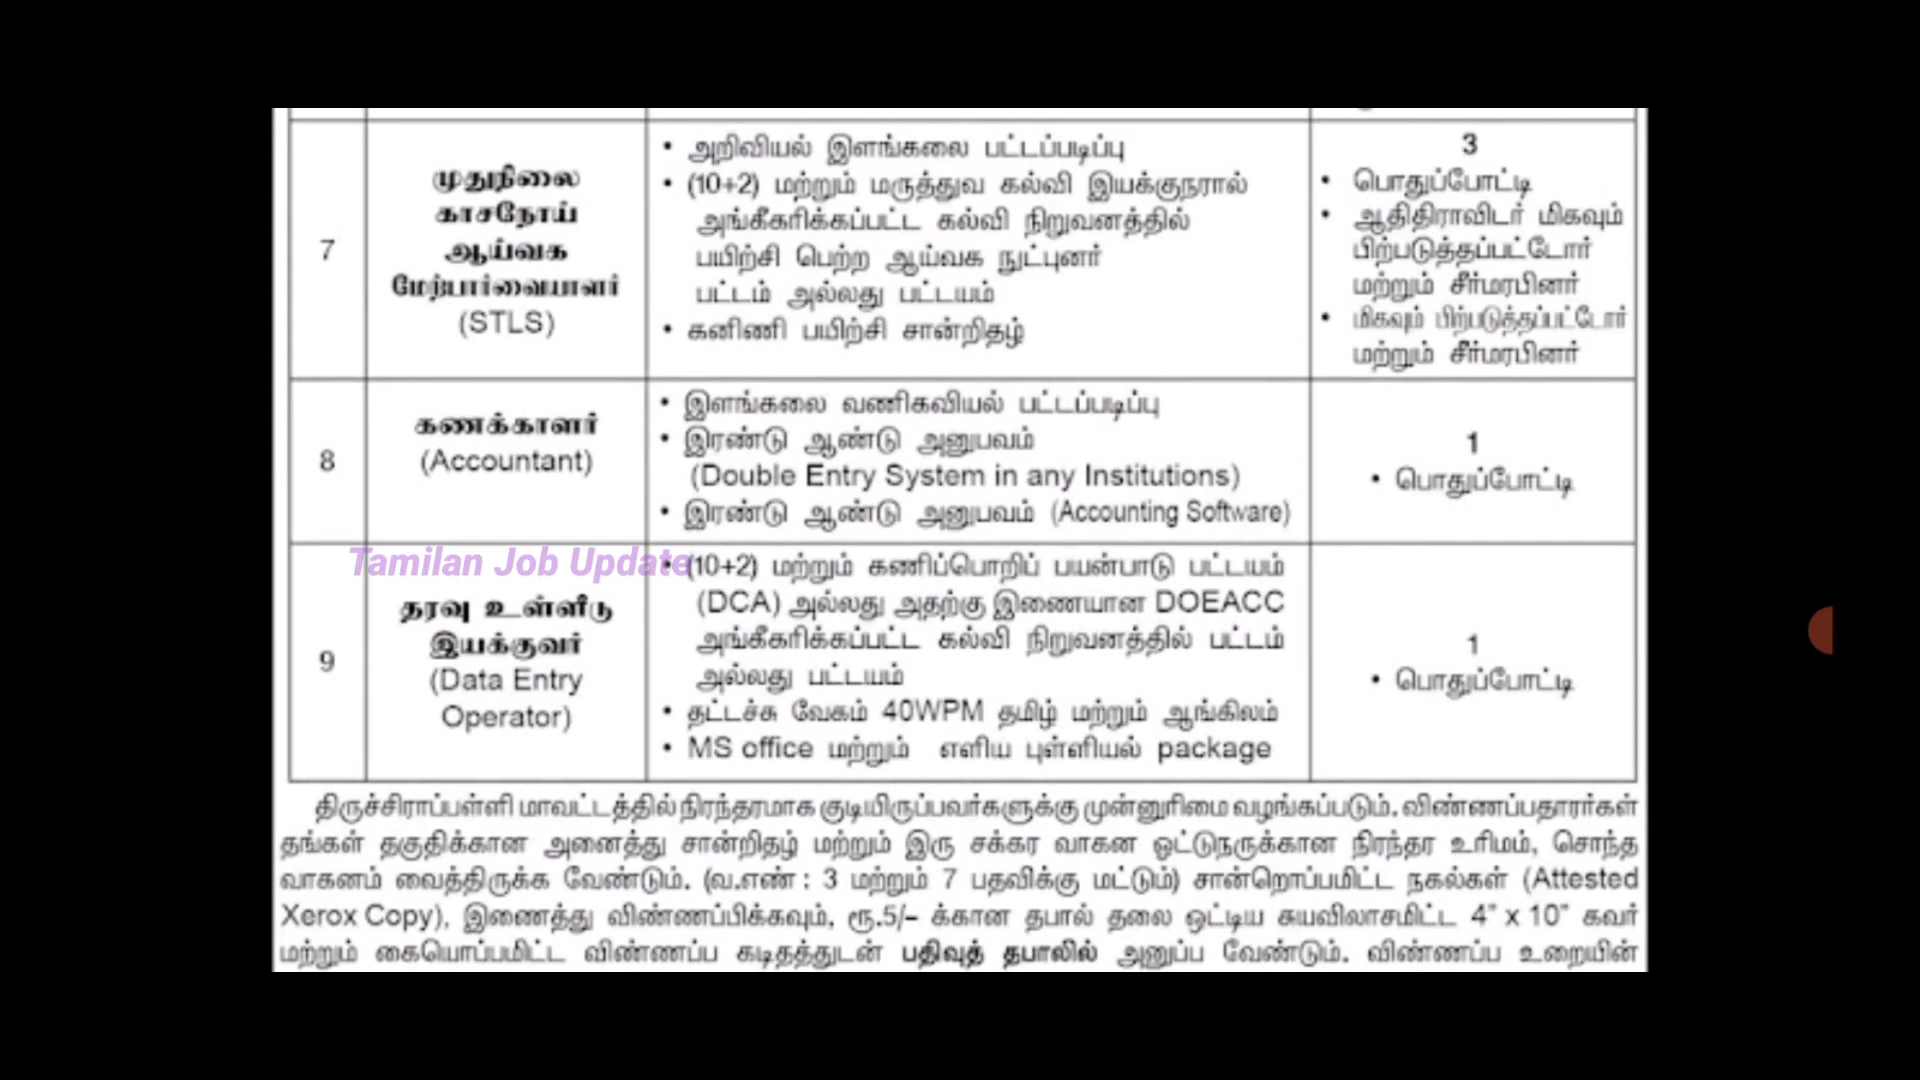 7
முதுநிலை
காசநோய்
ஆய்வக
மேற்பார்வையாளர்
(STLS)
• அறிவியல் இளங்கலை பட்டப்படிப்பு
• (10+2) மற்றும் மருத்துவ கல்வி இயக்குநரால்
அங்கீகரிக்கப்பட்ட கல்வி நிறுவனத்தில்
பயிற்சி பெற்ற ஆய்வக நுட்புனர்
பட்டம் அல்லது பட்டயம்
• கனிணி பயிற்சி சான்றிதழ்
3
• பொதுப்போட்டி
• ஆதிதிராவிடர் மிகவும்
பிற்படுத்தப்பட்டோர்
மற்றும் சீர்மரபினர்
• மிகவும் பிற்படுத்தப்பட்டோர்
மற்றும் சீர்மரபினர்
8
கணக்காளர்
(Accountant)
• இளங்கலை வணிகவியல் பட்டப்படிப்பு
• இரண்டு ஆண்டு அனுபவம்
(Double Entry System in any Institutions)
• இரண்டு ஆண்டு அனுபவம் (Accounting Software)
1
• பொதுப்போட்டி
Tamilan Job Update
9
தரவு உள்ளீடு
இயக்குவர்
(Data Entry
Operator)
• (10+2) மற்றும் கணிப்பொறிப் பயன்பாடு பட்டயம்
(DCA) அல்லது அதற்கு இணையான DOEACC
அங்கீகரிக்கப்பட்ட கல்வி நிறுவனத்தில் பட்டம்
அல்லது பட்டயம்
• தட்டச்சு வேகம் 40WPM தமிழ் மற்றும் ஆங்கிலம்
• MS office மற்றும் எளிய புள்ளியல் package
1
• பொதுப்போட்டி
திருச்சிராப்பள்ளி மாவட்டத்தில் நிரந்தரமாக குடியிருப்பவர்களுக்கு முன்னுரிமை வழங்கப்படும். விண்ணப்பதாரர்கள்
தங்கள் தகுதிக்கான அனைத்து சான்றிதழ் மற்றும் இரு சக்கர வாகன ஓட்டுநருக்கான நிரந்தர உரிமம், சொந்த
வாகனம் வைத்திருக்க வேண்டும். (வ.எண் : 3 மற்றும் 7 பதவிக்கு மட்டும்) சான்றொப்பமிட்ட நகல்கள் (Attested
Xerox Copy), இணைத்து விண்ணப்பிக்கவும், ரூ.5/– க்கான தபால் தலை ஒட்டிய சுயவிலாசமிட்ட 4" x 10" கவர்
மற்றும் கையொப்பமிட்ட விண்ணப்ப கடிதத்துடன் பதிவுத் தபாலில் அனுப்ப வேண்டும். விண்ணப்ப உறையின்